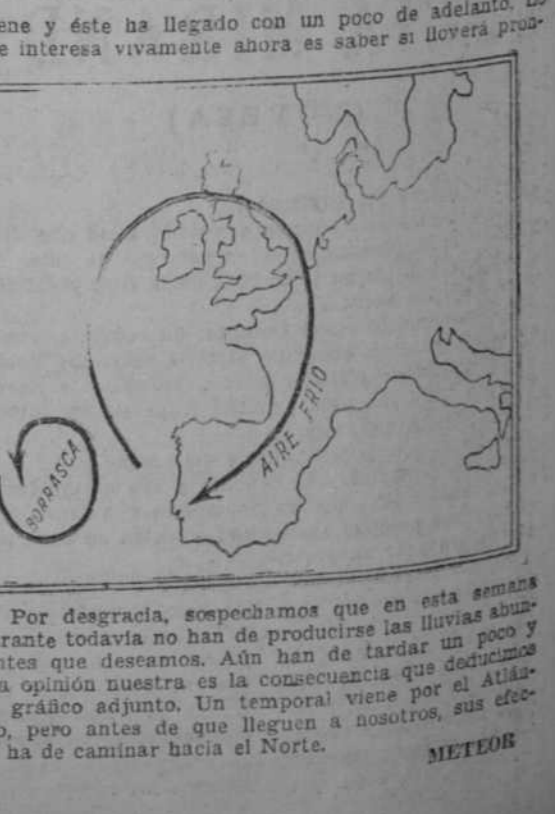 ene y éste ha llegado con un poco de adelanto.
e interesa vivamente ahora es saber si lloverá pron-
AIRE FRIO
BORRASCA
Por desgracia, sospechamos que en esta semana
rante todavía no han de producirse las lluvias abun-
ntes que deseamos. Aún han de tardar un poco y
a opinión nuestra es la consecuencia que deducimos
gráfico adjunto. Un temporal viene por el Atlán-
o, pero antes de que lleguen a nosotros, sus efec-
ha de caminar hacia el Norte.
METEOR